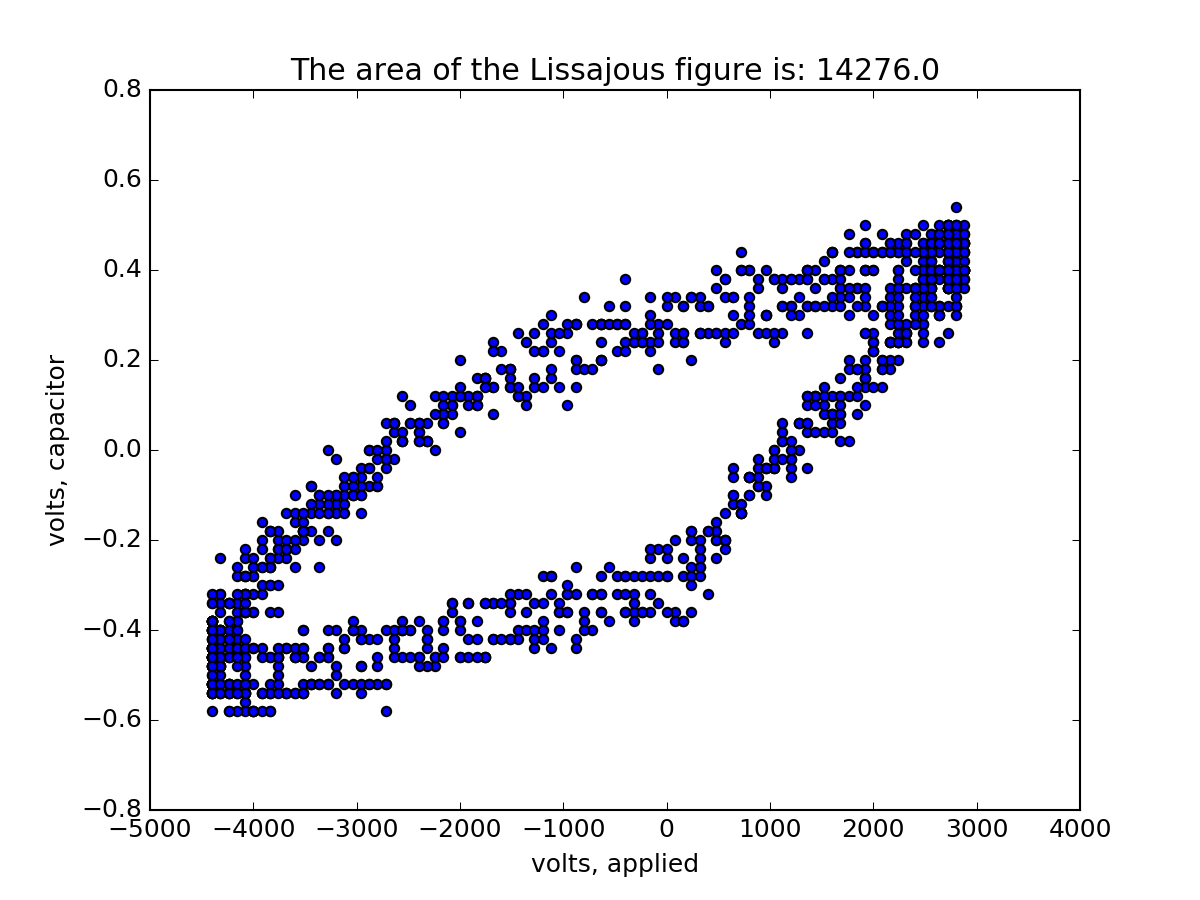 The area of the Lissajous figure is: 14276.0
0.8
0.6
0.4
0.2
0.0
−0.2
−0.4
−0.6
−0.8
volts, capacitor
−5000 −4000 −3000 −2000 −1000 0 1000 2000 3000 4000
volts, applied